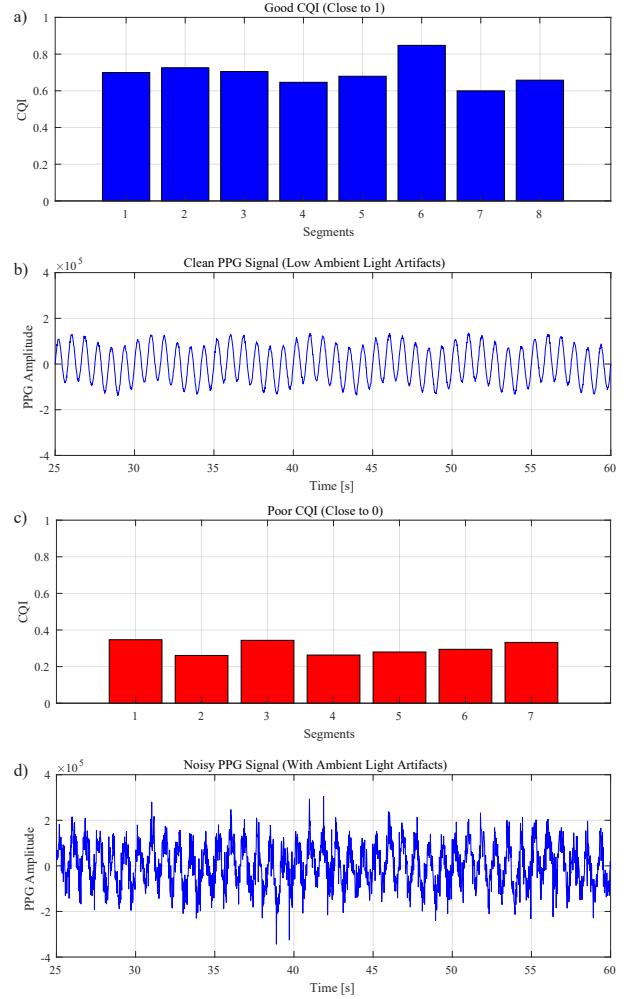 a)
Good CQI (Close to 1)
1
0.8
0.6
0.4
0.2
0
CQI
1 2 3 4 5 6 7 8
Segments
b)
×10⁵
Clean PPG Signal (Low Ambient Light Artifacts)
4
2
0
-2
-4
PPG Amplitude
25 30 35 40 45 50 55 60
Time [s]
c)
Poor CQI (Close to 0)
1
0.8
0.6
0.4
0.2
0
CQI
1 2 3 4 5 6 7
Segments
d)
×10⁵
Noisy PPG Signal (With Ambient Light Artifacts)
4
2
0
-2
-4
PPG Amplitude
25 30 35 40 45 50 55 60
Time [s]